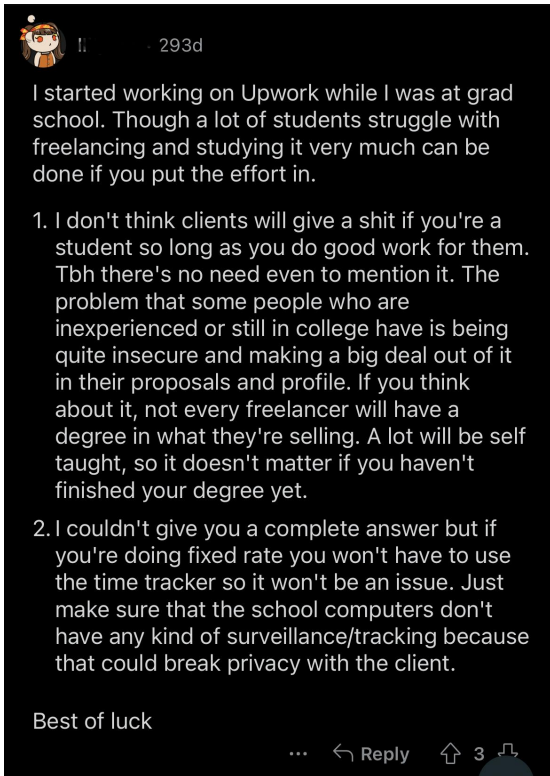 293d
I started working on Upwork while I was at grad
school. Though a lot of students struggle with
freelancing and studying it very much can be
done if you put the effort in.
1. I don't think clients will give a shit if you're a
student so long as you do good work for them.
Tbh there's no need even to mention it. The
problem that some people who are
inexperienced or still in college have is being
quite insecure and making a big deal out of it
in their proposals and profile. If you think
about it, not every freelancer will have a
degree in what they're selling. A lot will be self
taught, so it doesn't matter if you haven't
finished your degree yet.
2. I couldn't give you a complete answer but if
you're doing fixed rate you won't have to use
the time tracker so it won't be an issue. Just
make sure that the school computers don't
have any kind of surveillance/tracking because
that could break privacy with the client.
Best of luck
Reply 3